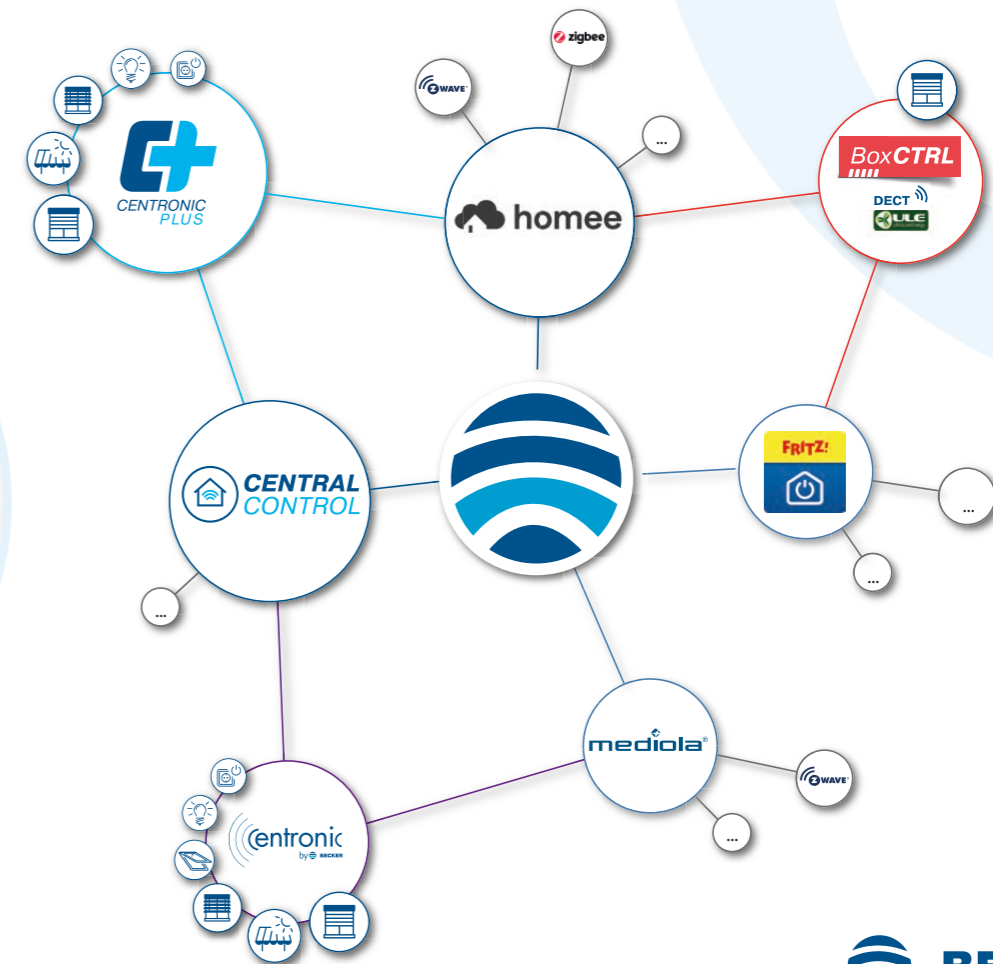 zigbee
Z WAVE
...
CENTRONIC
PLUS
homee
BoxCTRL
DECT
ULE
CENTRAL
CONTROL
FRITZ!
...
...
...
mediola®
Z WAVE
...
Centronic
by BECKER